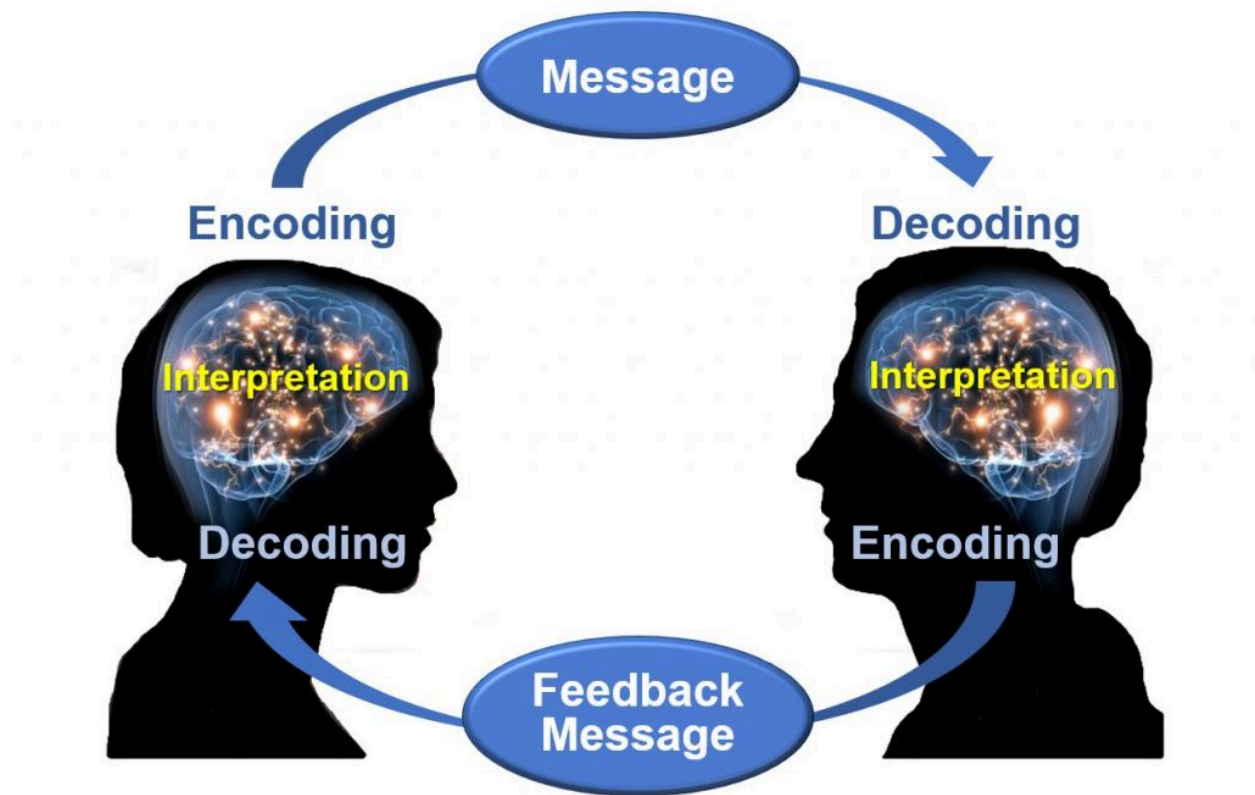 Message
Encoding
Decoding
Interpretation
Interpretation
Decoding
Encoding
Feedback
Message